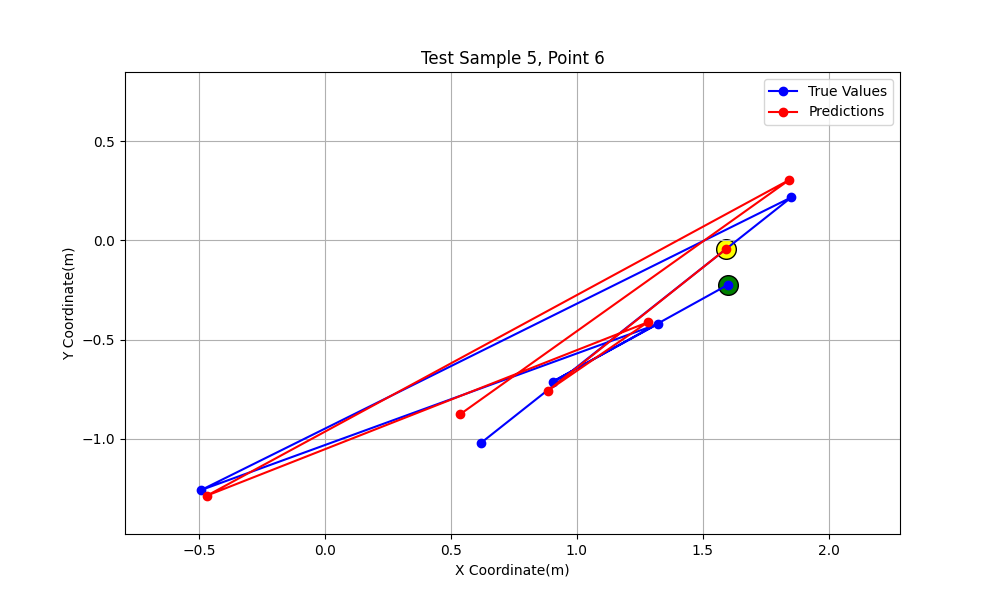 Test Sample 5, Point 6
True Values
Predictions
0.5
0.0
−0.5
−1.0
Y Coordinate(m)
−0.5
0.0
0.5
1.0
1.5
2.0
X Coordinate(m)